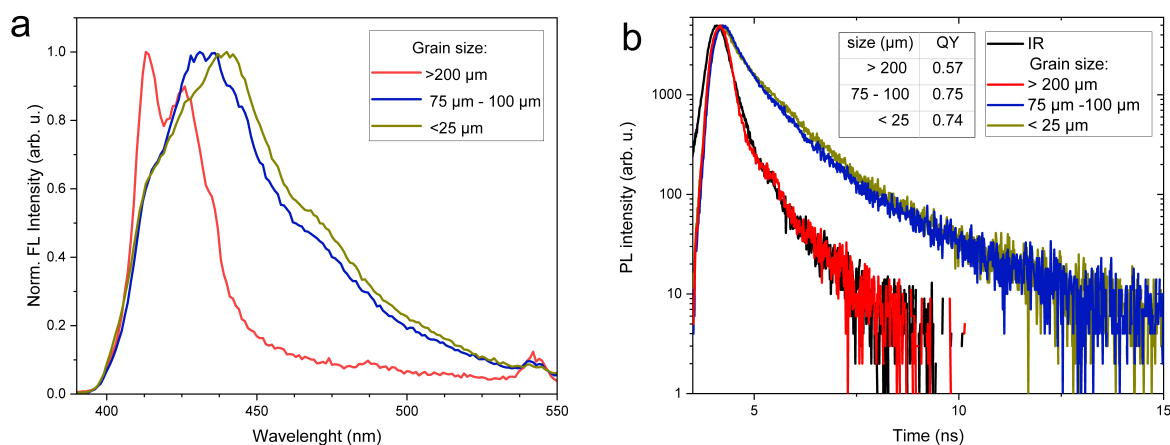 a
Norm. FL Intensity (arb. u.)
1.0
0.8
0.6
0.4
0.2
0.0
400
450
500
550
Wavelenght (nm)
Grain size:
>200 µm
75 µm - 100 µm
<25 µm
b
PL intensity (arb. u.)
1000
100
10
1
5
10
15
Time (ns)
size (µm) QY
> 200 0.57
75 - 100 0.75
< 25 0.74
IR
Grain size:
> 200 µm
75 µm -100 µm
< 25 µm